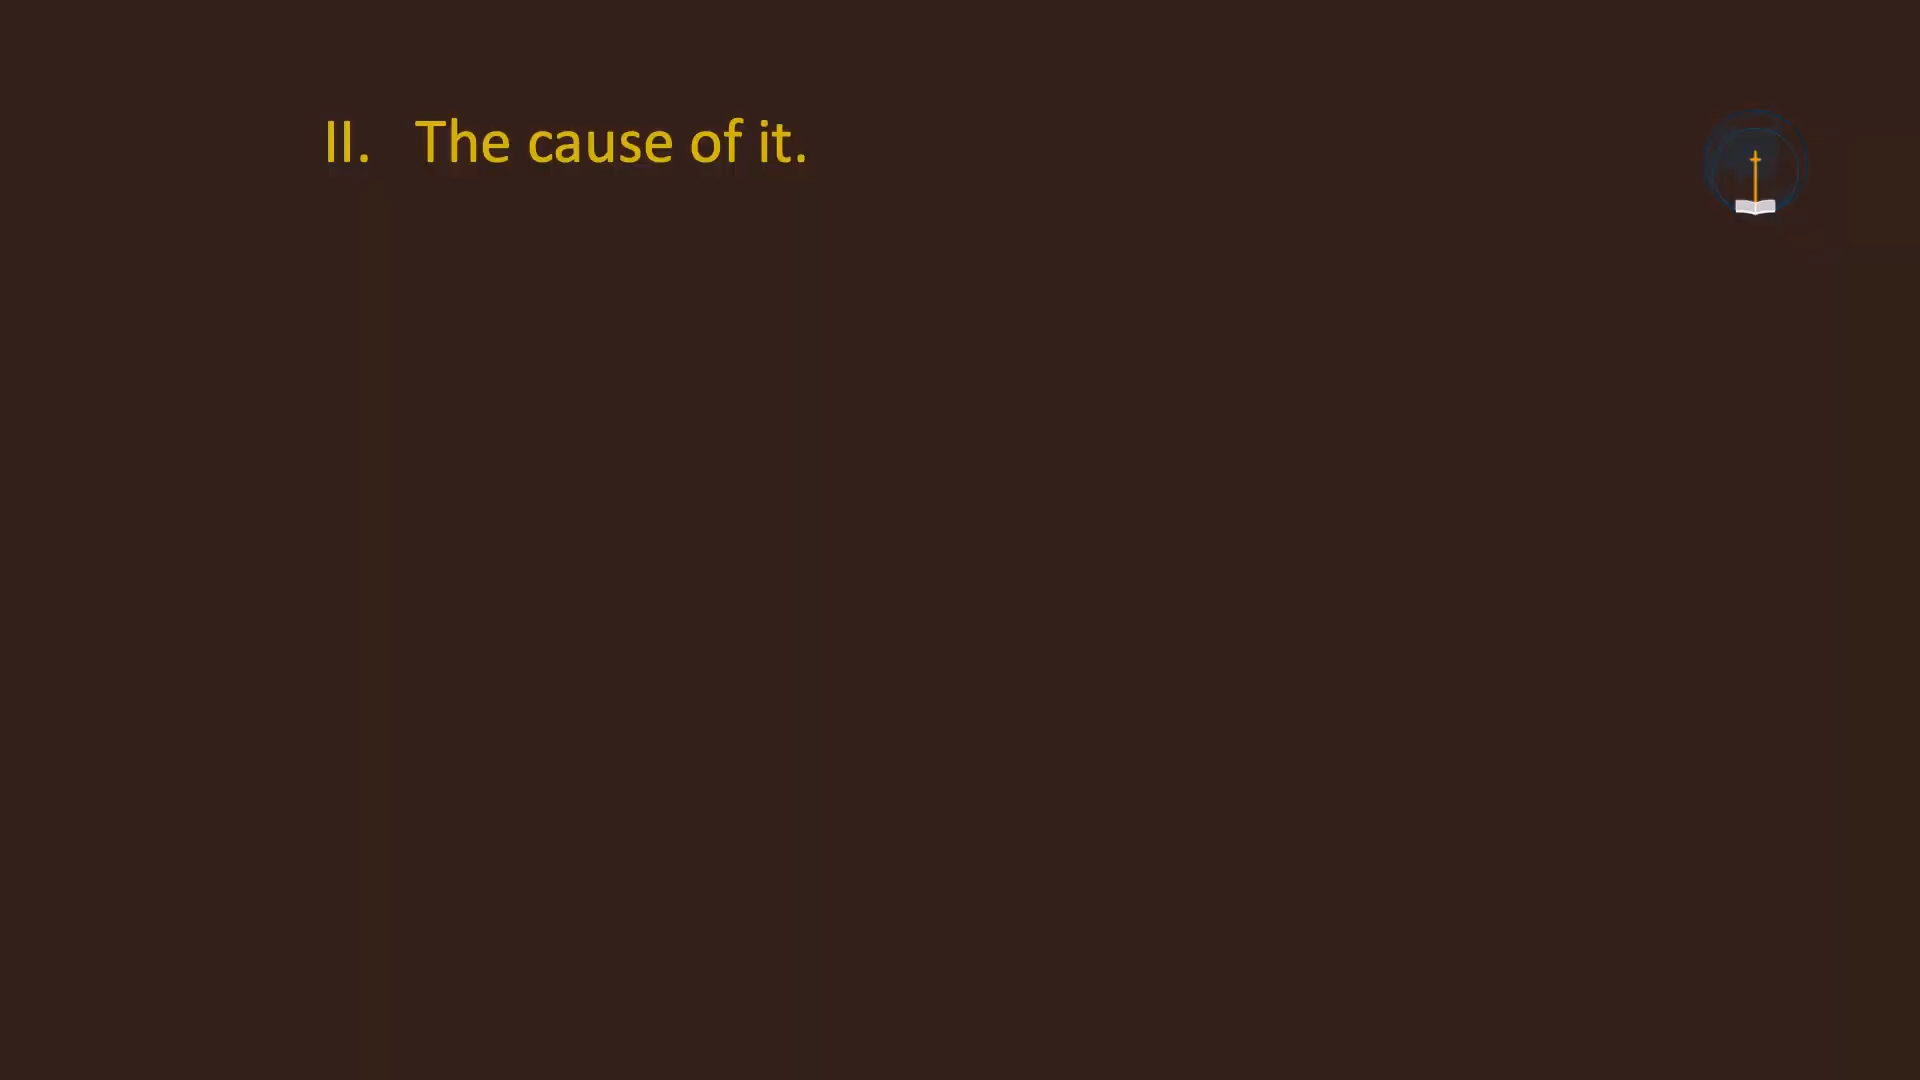 II. The cause of it.